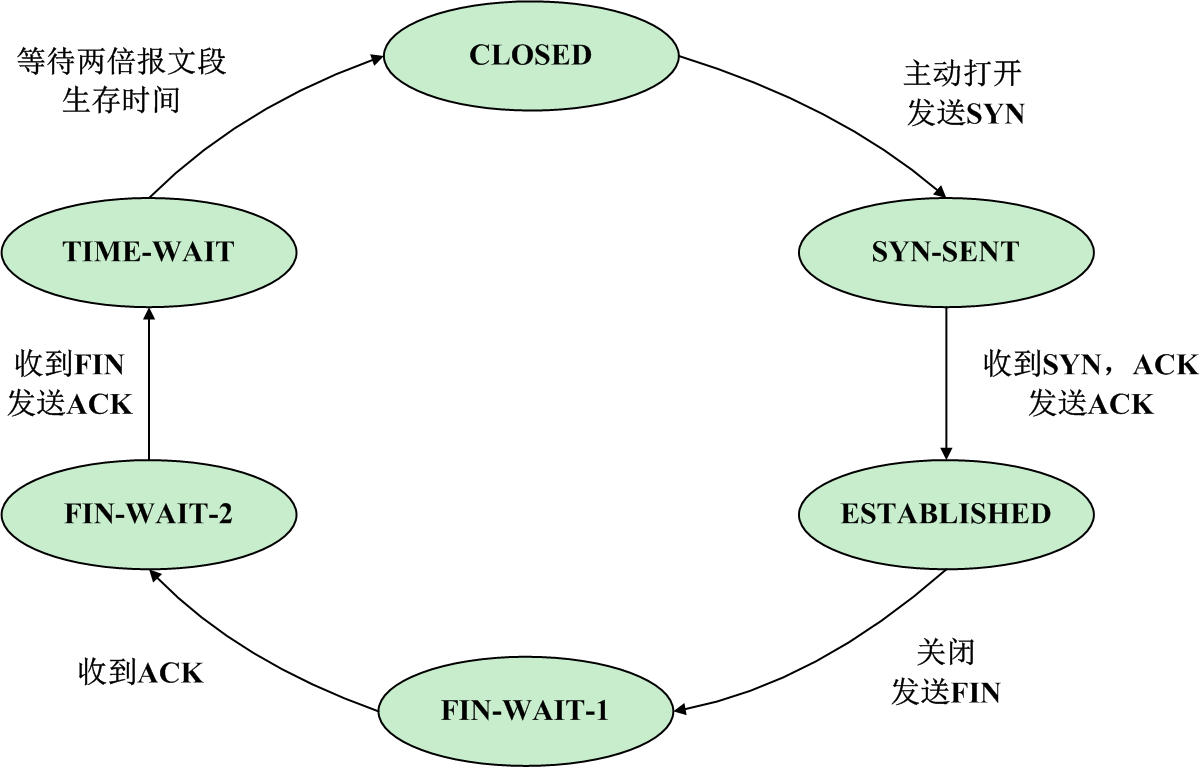 CLOSED
等待两倍报文段
生存时间
主动打开
发送SYN
TIME-WAIT
SYN-SENT
收到FIN
发送ACK
收到SYN，ACK
发送ACK
FIN-WAIT-2
ESTABLISHED
收到ACK
关闭
发送FIN
FIN-WAIT-1